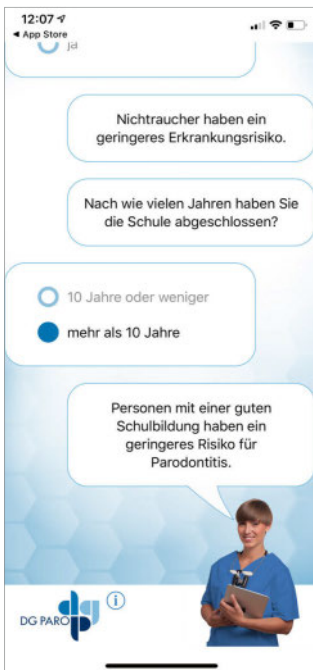 12:07
App Store
ja
Nichtraucher haben ein
geringeres Erkrankungsrisiko.
Nach wie vielen Jahren haben Sie
die Schule abgeschlossen?
10 Jahre oder weniger
mehr als 10 Jahre
Personen mit einer guten
Schulbildung haben ein
geringeres Risiko für
Parodontitis.
DG PARO
dgp
i